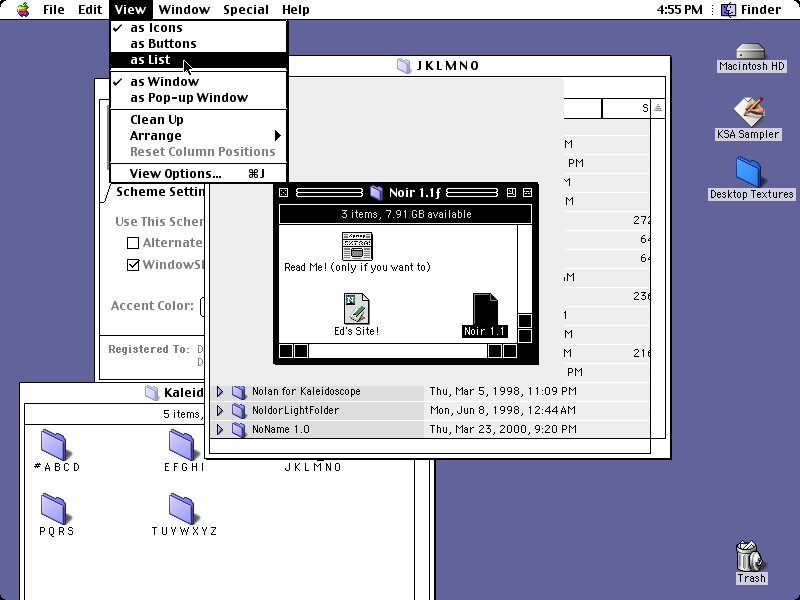 File Edit View Window Special Help 4:55 PM Finder
as Icons
as Buttons
as List
as Window
as Pop-up Window
Clean Up
Arrange
Reset Column Positions
View Options... ⌘J
JKLMNO
S
M
PM
M
M
272
64
64
M
236
1
M
M 216
PM
Macintosh HD
KSA Sampler
Desktop Textures
Trash
Scheme Settin
Use This Schem
Alternate
WindowSh
Accent Color:
Registered To: D
D
Noir 1.1ƒ
3 items, 7.91 GB available
Read Me! (only if you want to)
Ed's Site!
Noir 1.1
Nolan for Kaleidoscope Thu, Mar 5, 1998, 11:09 PM
NoldorLightFolder Mon, Jun 8, 1998, 12:44 AM
NoName 1.0 Thu, Mar 23, 2000, 9:20 PM
Kaleid
5 items,
#ABCD
EFGHI
JKLMNO
PQRS
TUVWXYZ